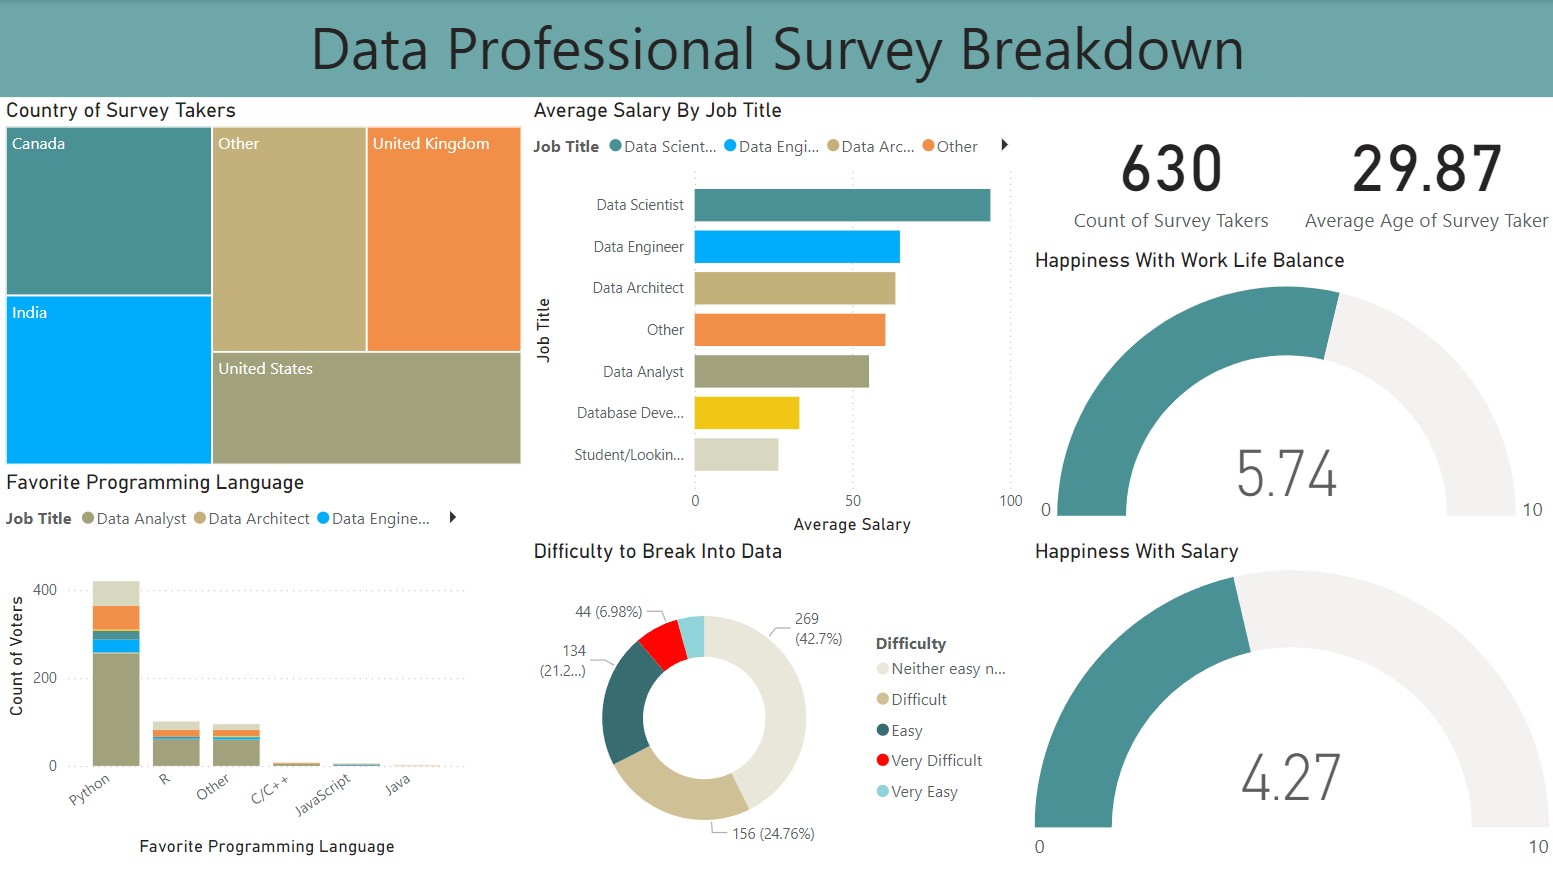 Data Professional Survey Breakdown
Country of Survey Takers
Canada
Other
United Kingdom
India
United States
Average Salary By Job Title
Job Title Data Scient... Data Engi... Data Arc... Other
Job Title
Data Scientist
Data Engineer
Data Architect
Other
Data Analyst
Database Deve...
Student/Lookin...
0 50 100
Average Salary
630
Count of Survey Takers
29.87
Average Age of Survey Taker
Happiness With Work Life Balance
5.74
0 10
Favorite Programming Language
Job Title Data Analyst Data Architect Data Engine...
Count of Voters
400
200
0
Python R Other C/C++ JavaScript Java
Favorite Programming Language
Difficulty to Break Into Data
44 (6.98%)
269
(42.7%)
134
(21.2...)
156 (24.76%)
Difficulty
Neither easy n...
Difficult
Easy
Very Difficult
Very Easy
Happiness With Salary
4.27
0 10